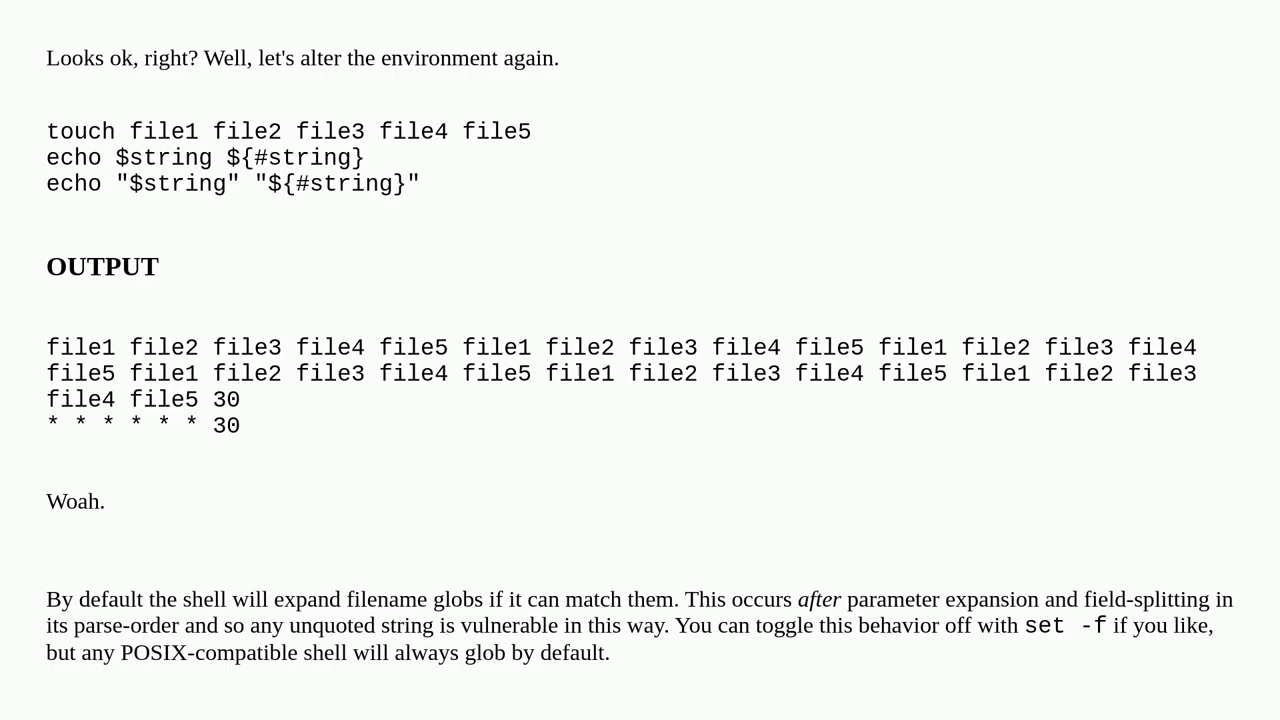 Looks ok, right? Well, let's alter the environment again.
touch file1 file2 file3 file4 file5
echo $string ${#string}
echo "$string" "${#string}"
OUTPUT
file1 file2 file3 file4 file5 file1 file2 file3 file4 file5 file1 file2 file3 file4
file5 file1 file2 file3 file4 file5 file1 file2 file3 file4 file5 file1 file2 file3
file4 file5 30
* * * * * * 30
Woah.
By default the shell will expand filename globs if it can match them. This occurs after parameter expansion and field-splitting in
its parse-order and so any unquoted string is vulnerable in this way. You can toggle this behavior off with set -f if you like,
but any POSIX-compatible shell will always glob by default.